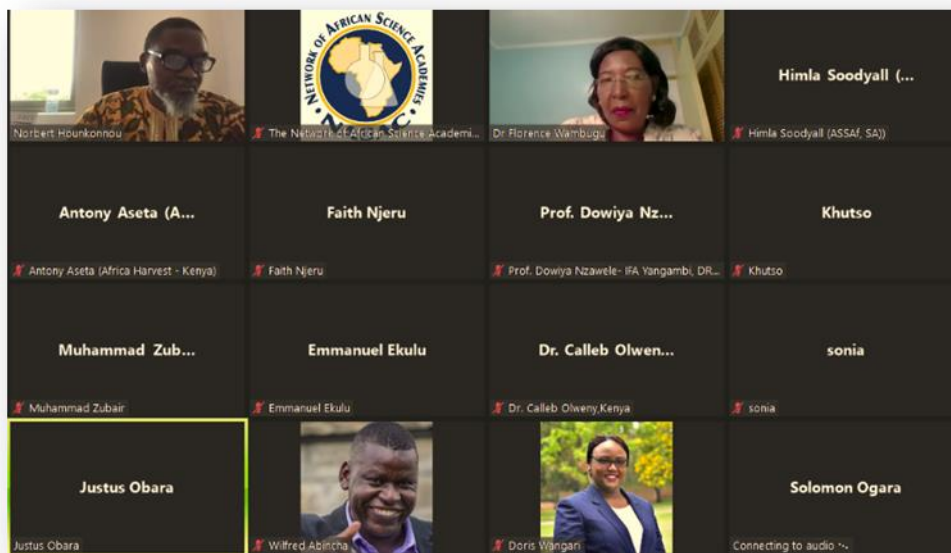 NETWORK OF AFRICAN SCIENCE ACADEMIES
Himla Soodyall (...
Norbert Hounkonnou
The Network of African Science Academi...
Dr Florence Wambugu
Himla Soodyall (ASSAf, SA))
Antony Aseta (A...
Faith Njeru
Prof. Dowiya Nz...
Khutso
Antony Aseta (Africa Harvest - Kenya)
Faith Njeru
Prof. Dowiya Nzawele- IFA Yangambi, DR...
Khutso
Muhammad Zub...
Emmanuel Ekulu
Dr. Calleb Olwen...
sonia
Muhammad Zubair
Emmanuel Ekulu
Dr. Calleb Olweny,Kenya
sonia
Justus Obara
Solomon Ogara
Justus Obara
Wilfred Abincha
Doris Wangari
Connecting to audio